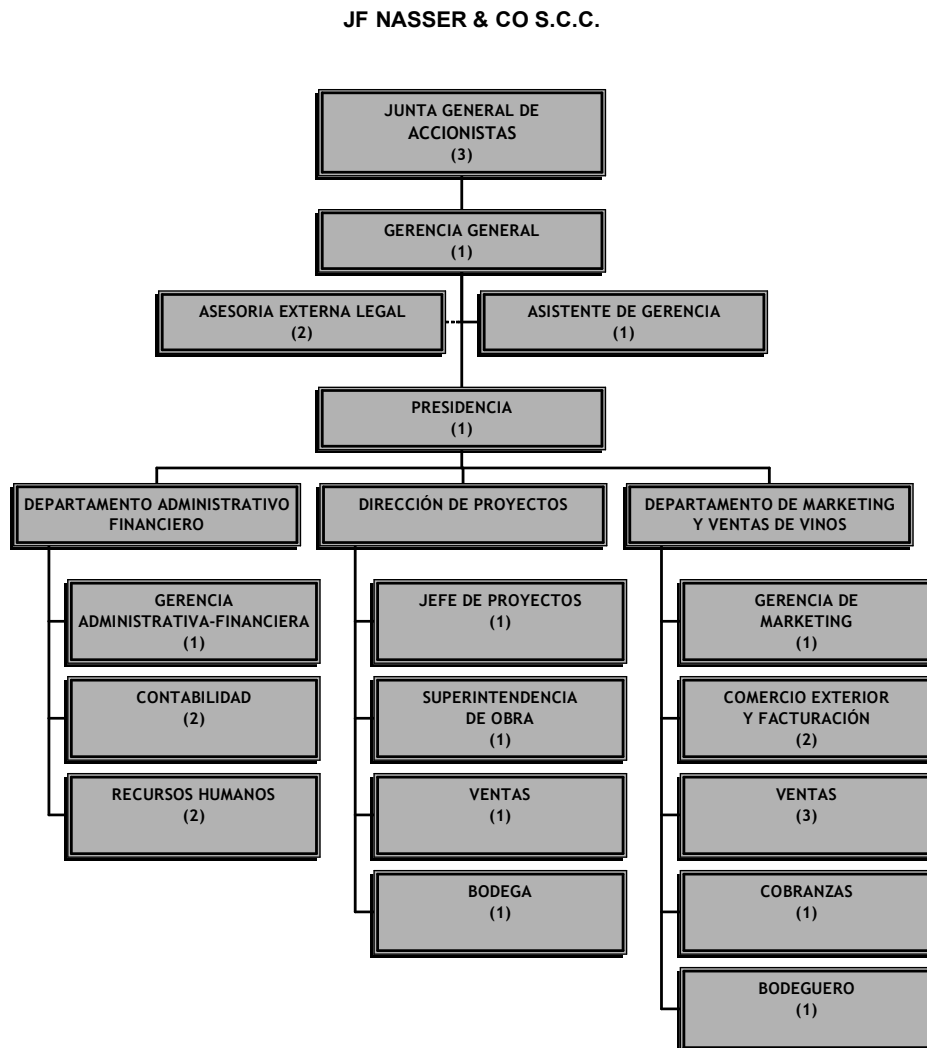 JF NASSER & CO S.C.C.
JUNTA GENERAL DE
ACCIONISTAS
(3)
GERENCIA GENERAL
(1)
ASESORIA EXTERNA LEGAL
(2)
ASISTENTE DE GERENCIA
(1)
PRESIDENCIA
(1)
DEPARTAMENTO ADMINISTRATIVO
FINANCIERO
GERENCIA
ADMINISTRATIVA-FINANCIERA
(1)
CONTABILIDAD
(2)
RECURSOS HUMANOS
(2)
DIRECCIÓN DE PROYECTOS
JEFE DE PROYECTOS
(1)
SUPERINTENDENCIA
DE OBRA
(1)
VENTAS
(1)
BODEGA
(1)
DEPARTAMENTO DE MARKETING
Y VENTAS DE VINOS
GERENCIA DE
MARKETING
(1)
COMERCIO EXTERIOR
Y FACTURACIÓN
(2)
VENTAS
(3)
COBRANZAS
(1)
BODEGUERO
(1)